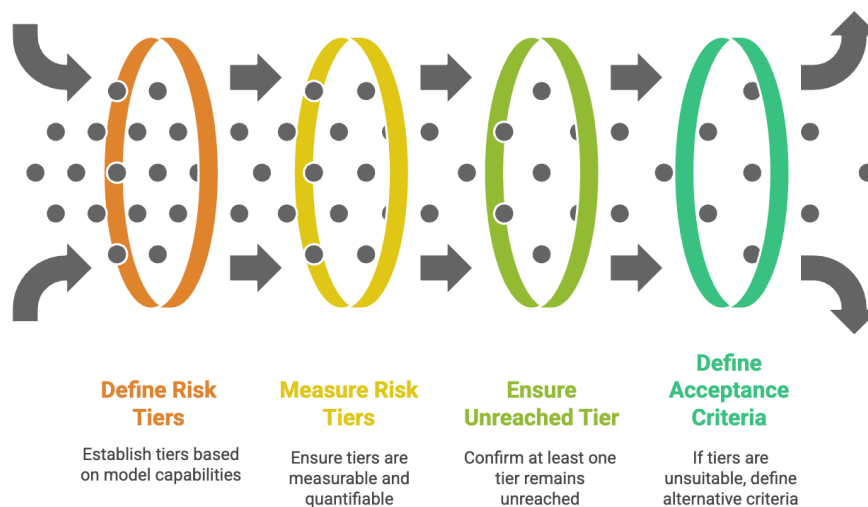 Define Risk
Tiers
Establish tiers based
on model capabilities
Measure Risk
Tiers
Ensure tiers are
measurable and
quantifiable
Ensure
Unreached Tier
Confirm at least one
tier remains
unreached
Define
Acceptance
Criteria
If tiers are
unsuitable, define
alternative criteria